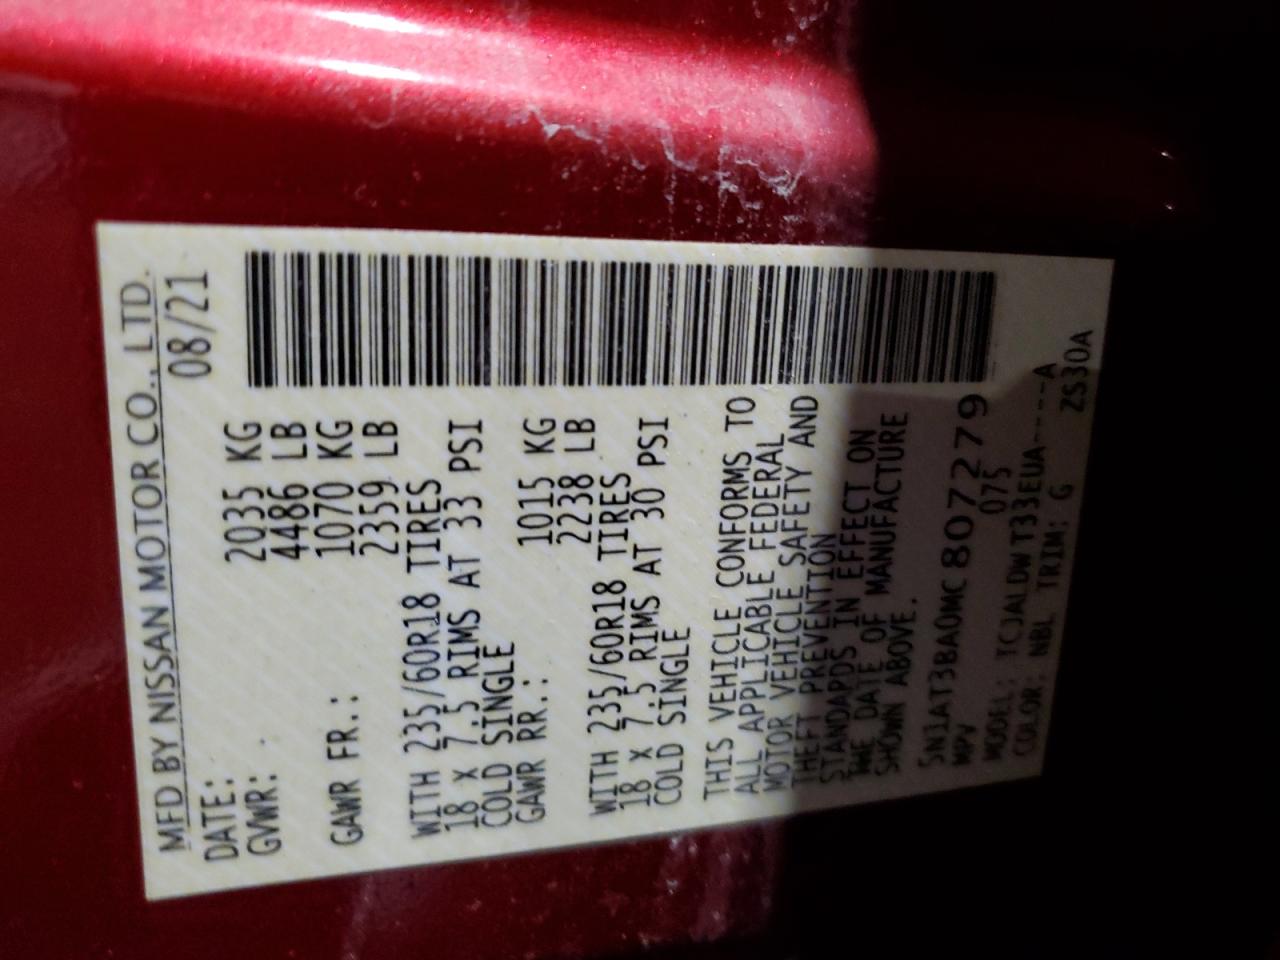 MFD BY NISSAN MOTOR CO., LTD.
DATE: 08/21
GVWR: 2035 KG
4486 LB
GAWR FR.: 1070 KG
2359 LB
WITH 235/60R18 TIRES
18 X 7.5 RIMS AT 33 PSI
COLD SINGLE
GAWR RR.: 1015 KG
2238 LB
WITH 235/60R18 TIRES
18 X 7.5 RIMS AT 30 PSI
COLD SINGLE
THIS VEHICLE CONFORMS TO
ALL APPLICABLE FEDERAL
MOTOR VEHICLE SAFETY AND
THEFT PREVENTION
STANDARDS IN EFFECT ON
THE DATE OF MANUFACTURE
SHOWN ABOVE.
5N1AT3BA0MC807279
MPV 075
MODEL: TCJALDWT33EUA-----A
COLOR: NBL TRIM: G ZS30A